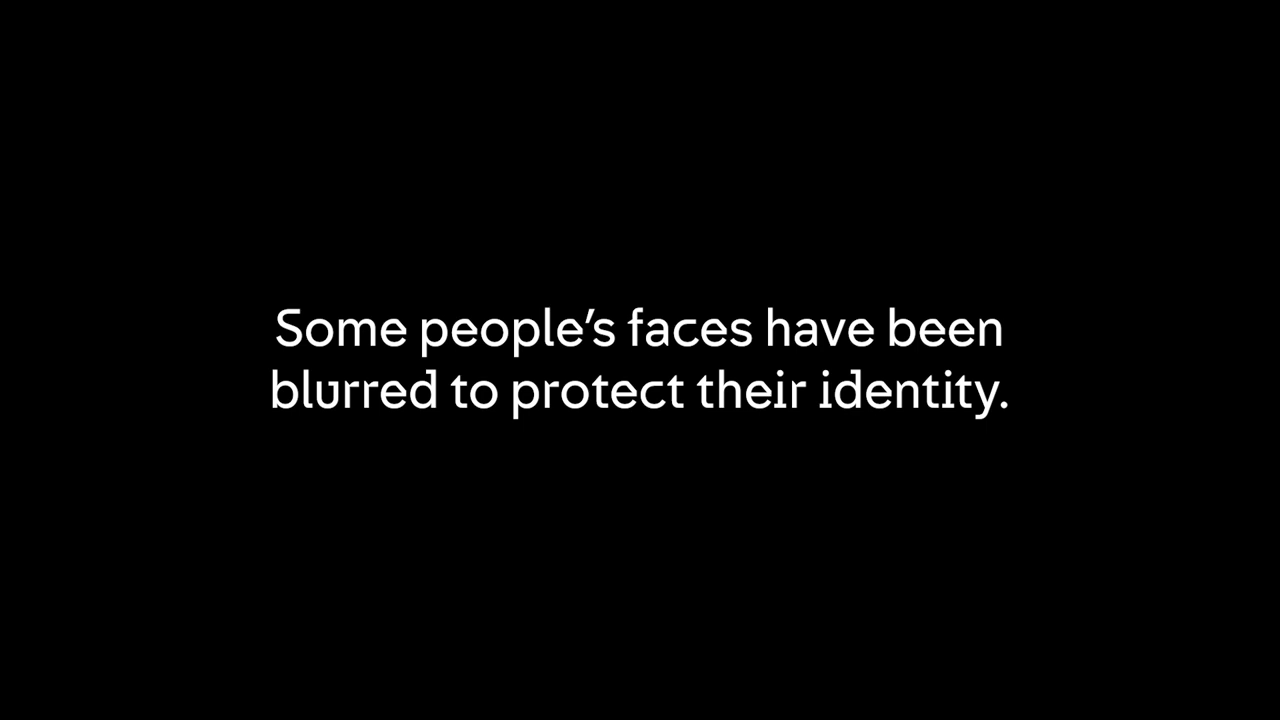 Some people’s faces have been
blurred to protect their identity.